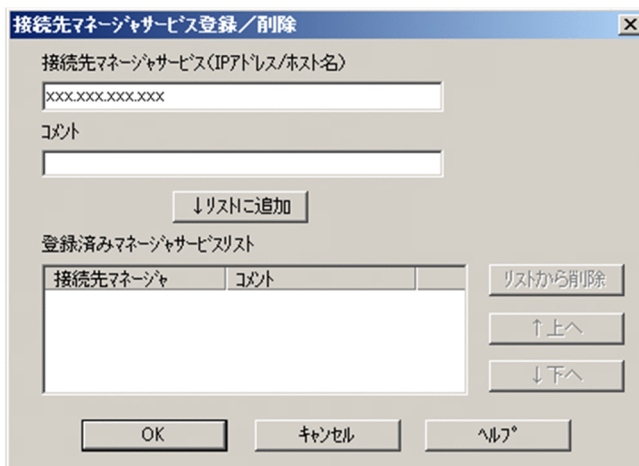 接続先マネージャサービス登録／削除
接続先マネージャサービス(IPアドレス/ホスト名)
xxx.xxx.xxx.xxx
コメント
↓リストに追加
登録済みマネージャサービスリスト
接続先マネージャ コメント
リストから削除
↑上へ
↓下へ
OK キャンセル ヘルプ